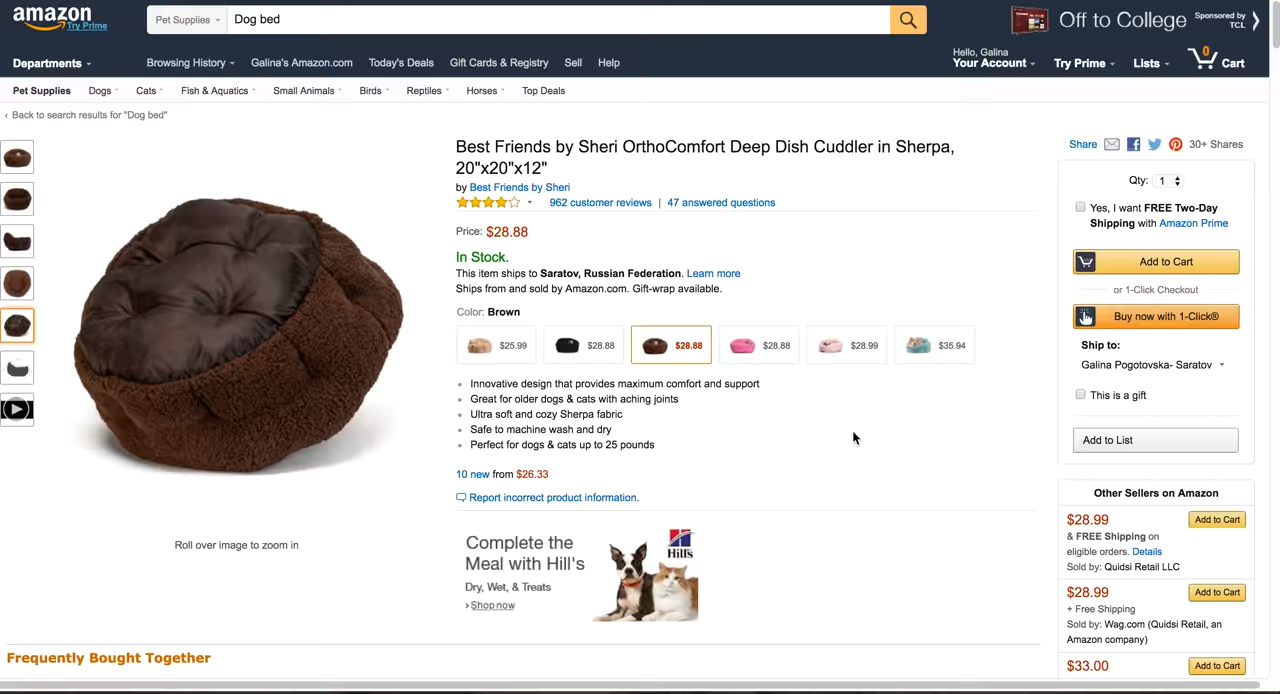 amazon
Try Prime
Pet Supplies
Dog bed
Off to College
Sponsored by
TCL
Departments
Browsing History
Galina's Amazon.com
Today's Deals
Gift Cards & Registry
Sell
Help
Hello, Galina
Your Account
Try Prime
Lists
0
Cart
Pet Supplies
Dogs
Cats
Fish & Aquatics
Small Animals
Birds
Reptiles
Horses
Top Deals
‹ Back to search results for "Dog bed"
Roll over image to zoom in
Best Friends by Sheri OrthoComfort Deep Dish Cuddler in Sherpa,
20"x20"x12"
by Best Friends by Sheri
962 customer reviews | 47 answered questions
Price: $28.88
In Stock.
This item ships to Saratov, Russian Federation. Learn more
Ships from and sold by Amazon.com. Gift-wrap available.
Color: Brown
$25.99
$28.88
$28.88
$28.88
$28.99
$35.94
Innovative design that provides maximum comfort and support
Great for older dogs & cats with aching joints
Ultra soft and cozy Sherpa fabric
Safe to machine wash and dry
Perfect for dogs & cats up to 25 pounds
10 new from $26.33
Report incorrect product information.
Complete the
Meal with Hill's
Dry, Wet, & Treats
› Shop now
Hill's
Share
30+ Shares
Qty: 1
Yes, I want FREE Two-Day
Shipping with Amazon Prime
Add to Cart
or 1-Click Checkout
Buy now with 1-Click®
Ship to:
Galina Pogotovska- Saratov
This is a gift
Add to List
Other Sellers on Amazon
$28.99
Add to Cart
& FREE Shipping on
eligible orders. Details
Sold by: Quidsi Retail LLC
$28.99
Add to Cart
+ Free Shipping
Sold by: Wag.com (Quidsi Retail, an
Amazon company)
$33.00
Add to Cart
Frequently Bought Together